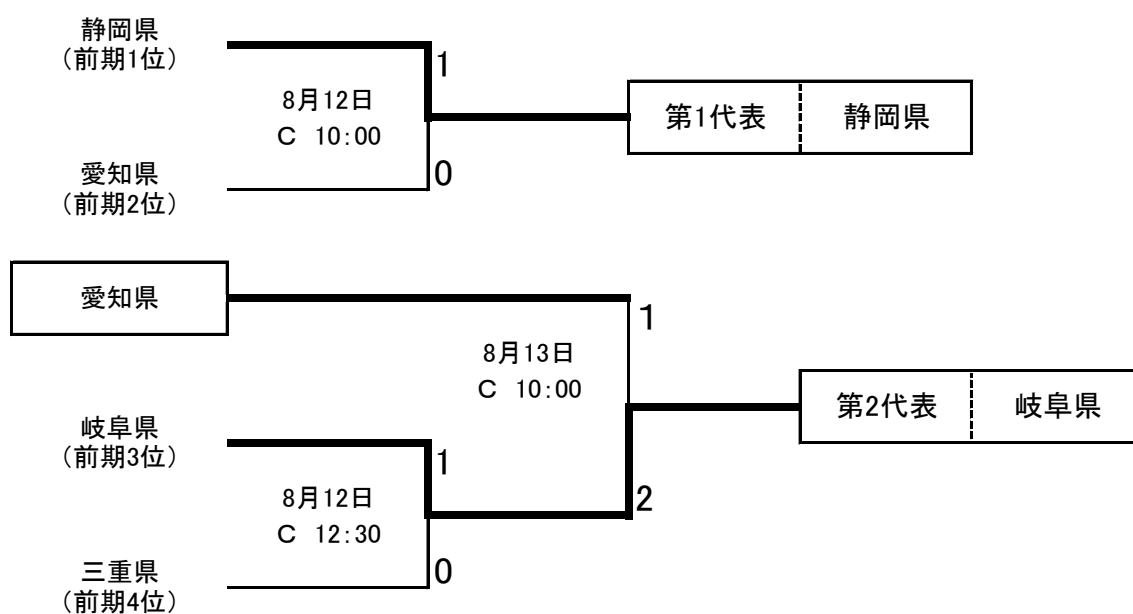 静岡県
（前期1位）
1
8月12日
C 10:00
第1代表 静岡県
愛知県
（前期2位）
0
愛知県
1
8月13日
C 10:00
第2代表 岐阜県
岐阜県
（前期3位）
1
2
8月12日
C 12:30
三重県
（前期4位）
0